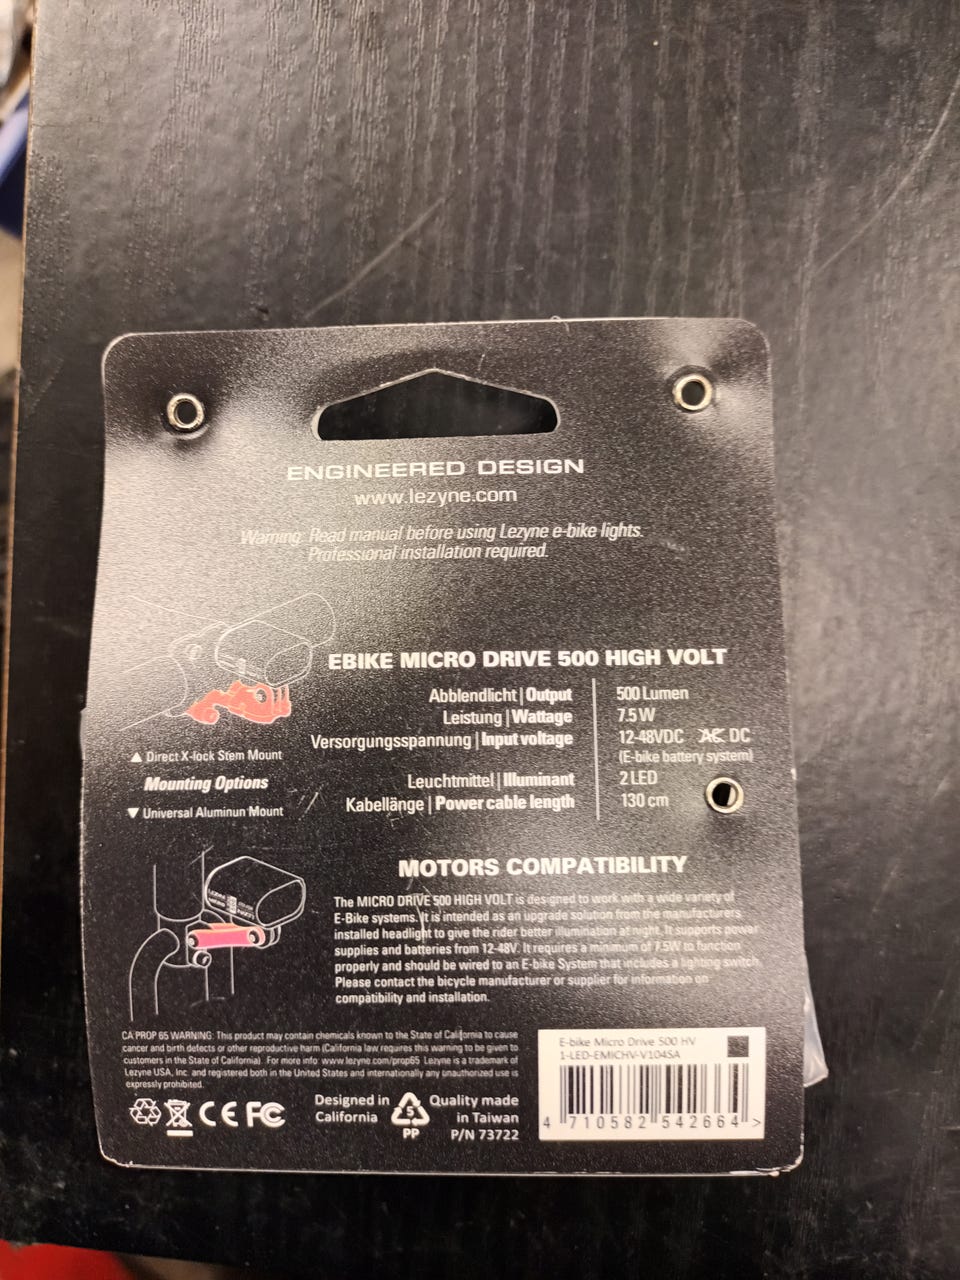 ENGINEERED DESIGN
www.lezyne.com
Warning: Read manual before using Lezyne e-bike lights.
Professional installation required.
EBIKE MICRO DRIVE 500 HIGH VOLT
Abblendlicht | Output 500 Lumen
Leistung | Wattage 7.5 W
Versorgungsspannung | Input voltage 12-48VDC AC DC
(E-bike battery system)
Leuchtmittel | Illuminant 2 LED
Kabellänge | Power cable length 130 cm
▲ Direct X-lock Stem Mount
Mounting Options
▼ Universal Aluminun Mount
MOTORS COMPATIBILITY
The MICRO DRIVE 500 HIGH VOLT is designed to work with a wide variety of
E-Bike systems. It is intended as an upgrade solution from the manufacturers
installed headlight to give the rider better illumination at night. It supports power
supplies and batteries from 12-48V. It requires a minimum of 7.5W to function
properly and should be wired to an E-bike System that includes a lighting switch.
Please contact the bicycle manufacturer or supplier for information on
compatibility and installation.
CA PROP 65 WARNING: This product may contain chemicals known to the State of California to cause
cancer and birth defects or other reproductive harm (California law requires this warning to be given to
customers in the State of California). For more info: www.lezyne.com/prop65 Lezyne is a trademark of
Lezyne USA, Inc. and registered both in the United States and internationally any unauthorized use is
expressly prohibited.
CE FC
Designed in
California
5
PP
Quality made
in Taiwan
P/N 73722
E-bike Micro Drive 500 HV
1-LED-EMICHV-V104SA
4 710582 542664 >